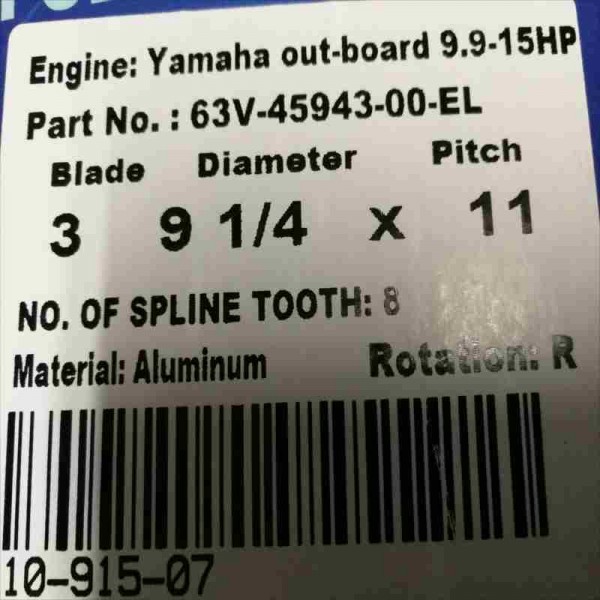 Engine: Yamaha out-board 9.9-15HP
Part No. : 63V-45943-00-EL
Blade Diameter Pitch
3 9 1/4 x 11
NO. OF SPLINE TOOTH: 8
Material: Aluminum Rotation: R
10-915-07